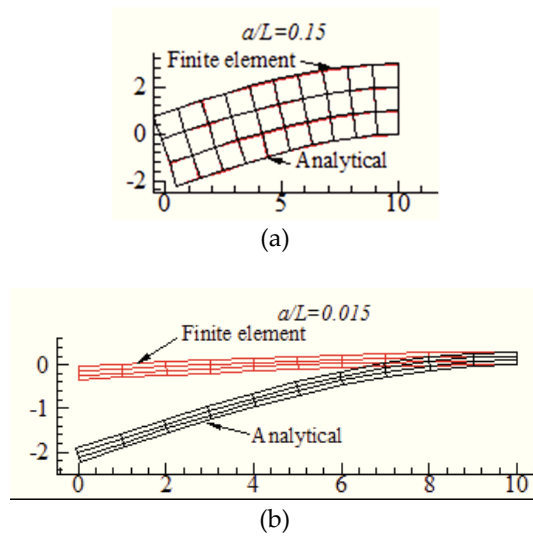 a/L=0.15
Finite element
2
0
-2
Analytical
0 5 10
(a)
a/L=0.015
Finite element
0
-1
-2
Analytical
0 2 4 6 8 10
(b)